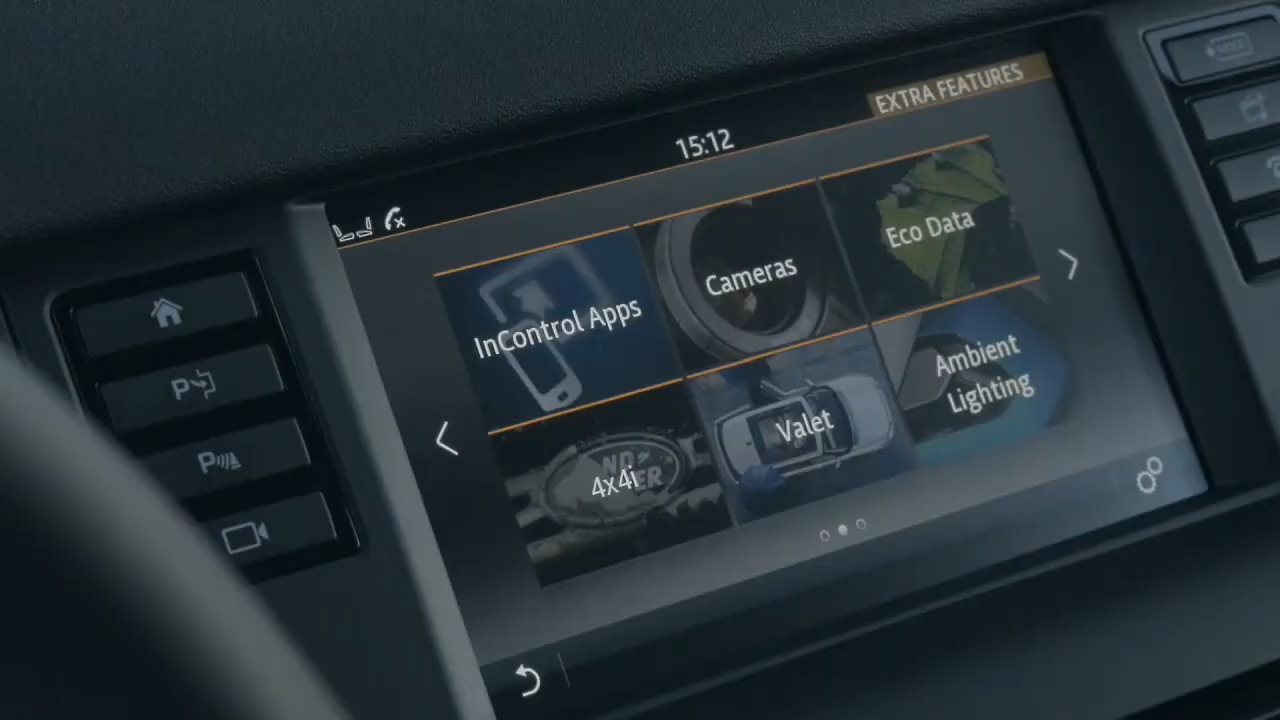 EXTRA FEATURES
15:12
InControl Apps
Cameras
Eco Data
4x4i
Valet
Ambient
Lighting
P
P